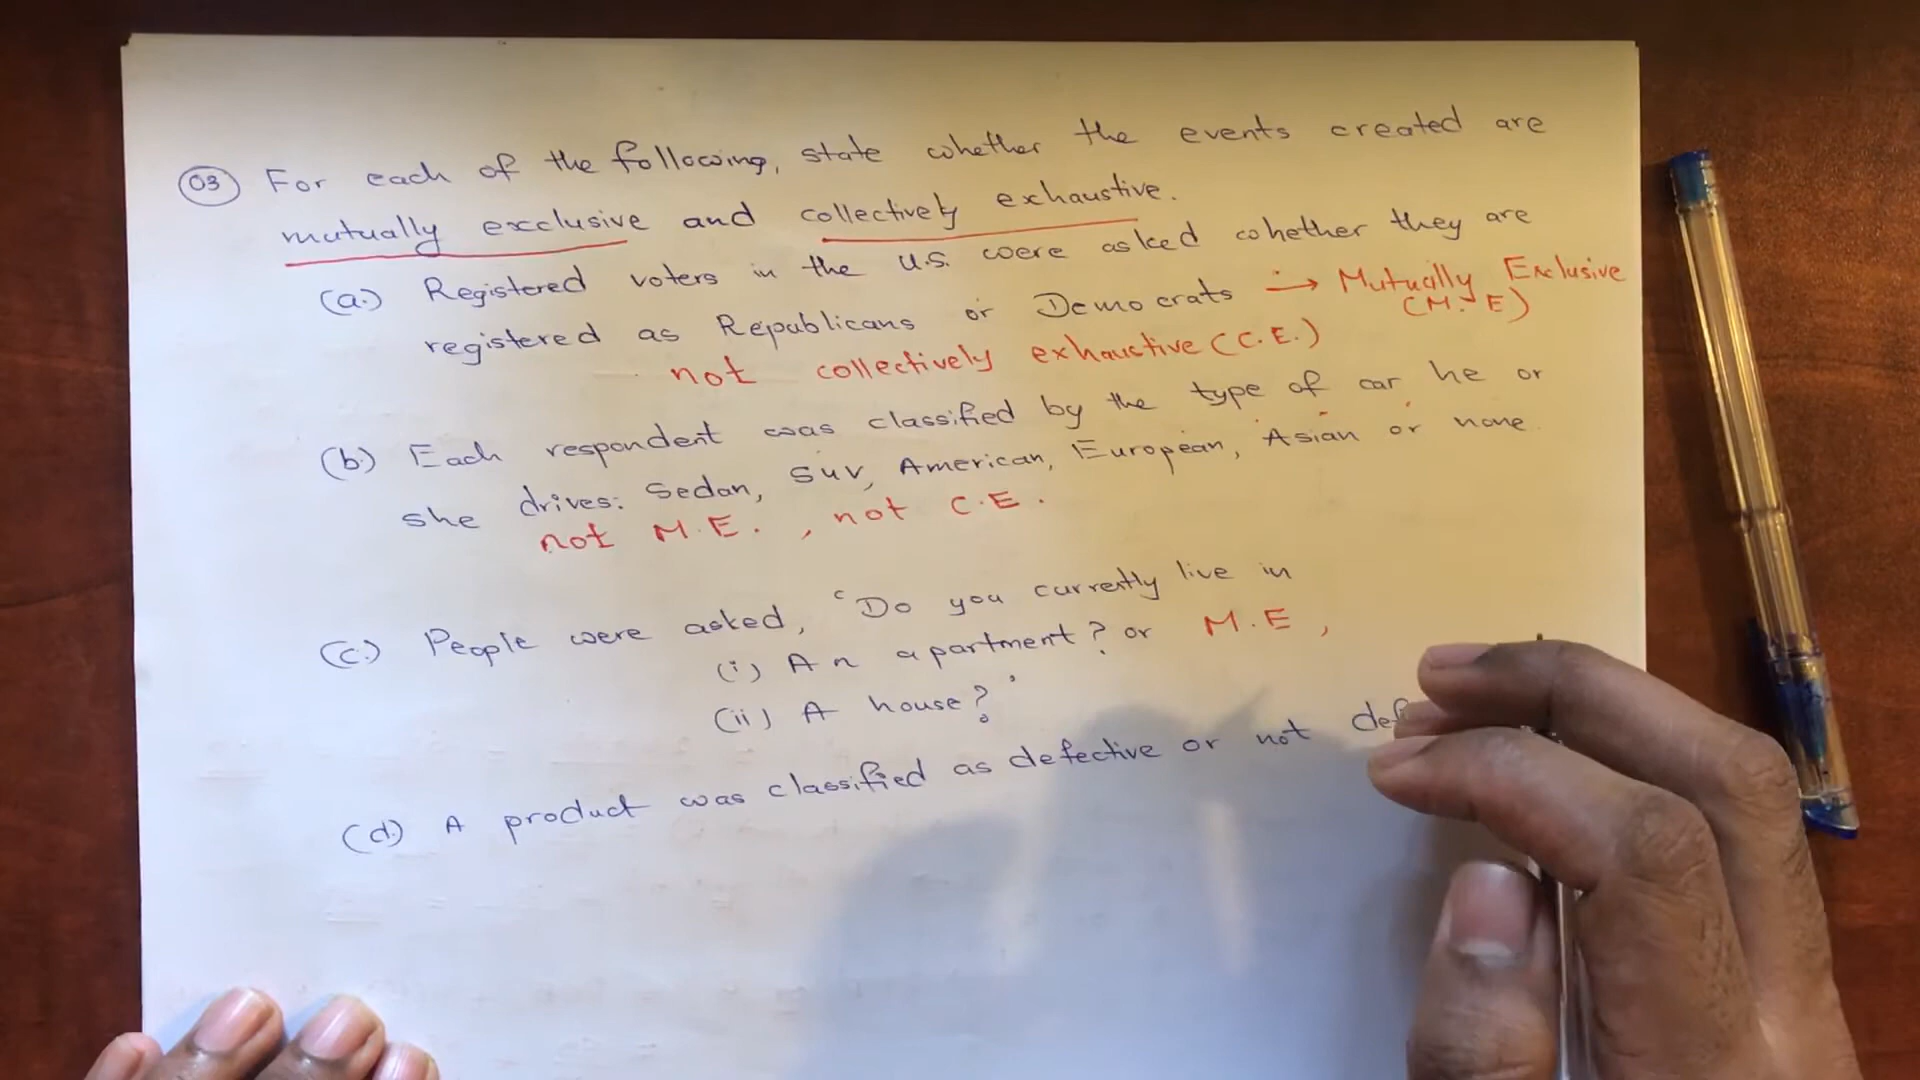 03 For each of the following, state whether the events created are
mutually exclusive and collectively exhaustive.
(a.) Registered voters in the U.S. were asked whether they are
registered as Republicans or Democrats → Mutually Exclusive
(M.E)
not collectively exhaustive (C.E.)
(b.) Each respondent was classified by the type of car he or
she drives: Sedan, SUV, American, European, Asian or none
not M.E. , not C.E.
(c.) People were asked, 'Do you currently live in
(i) An apartment? or M.E ,
(ii) A house?'
(d.) A product was classified as defective or not def